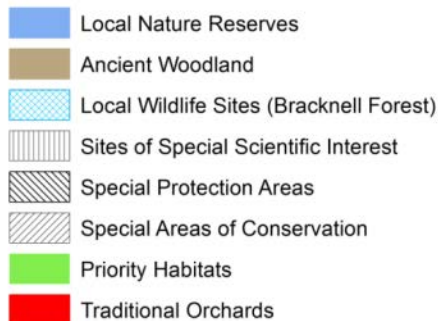 Local Nature Reserves
Ancient Woodland
Local Wildlife Sites (Bracknell Forest)
Sites of Special Scientific Interest
Special Protection Areas
Special Areas of Conservation
Priority Habitats
Traditional Orchards